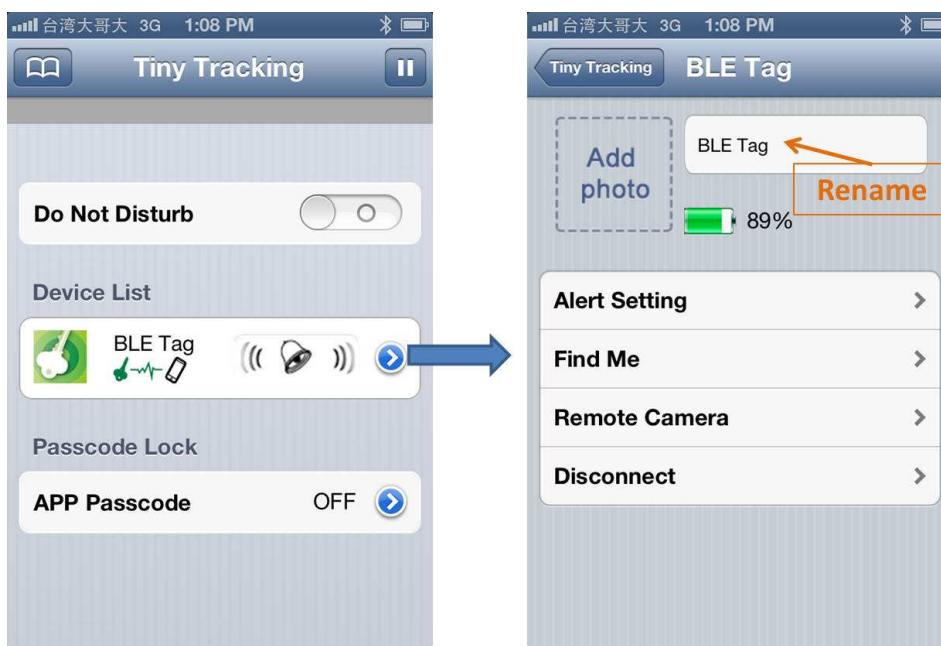 台湾大哥大 3G 1:08 PM
Tiny Tracking
Do Not Disturb
Device List
BLE Tag
Passcode Lock
APP Passcode OFF
台湾大哥大 3G 1:08 PM
Tiny Tracking BLE Tag
Add
photo
BLE Tag
Rename
89%
Alert Setting
Find Me
Remote Camera
Disconnect